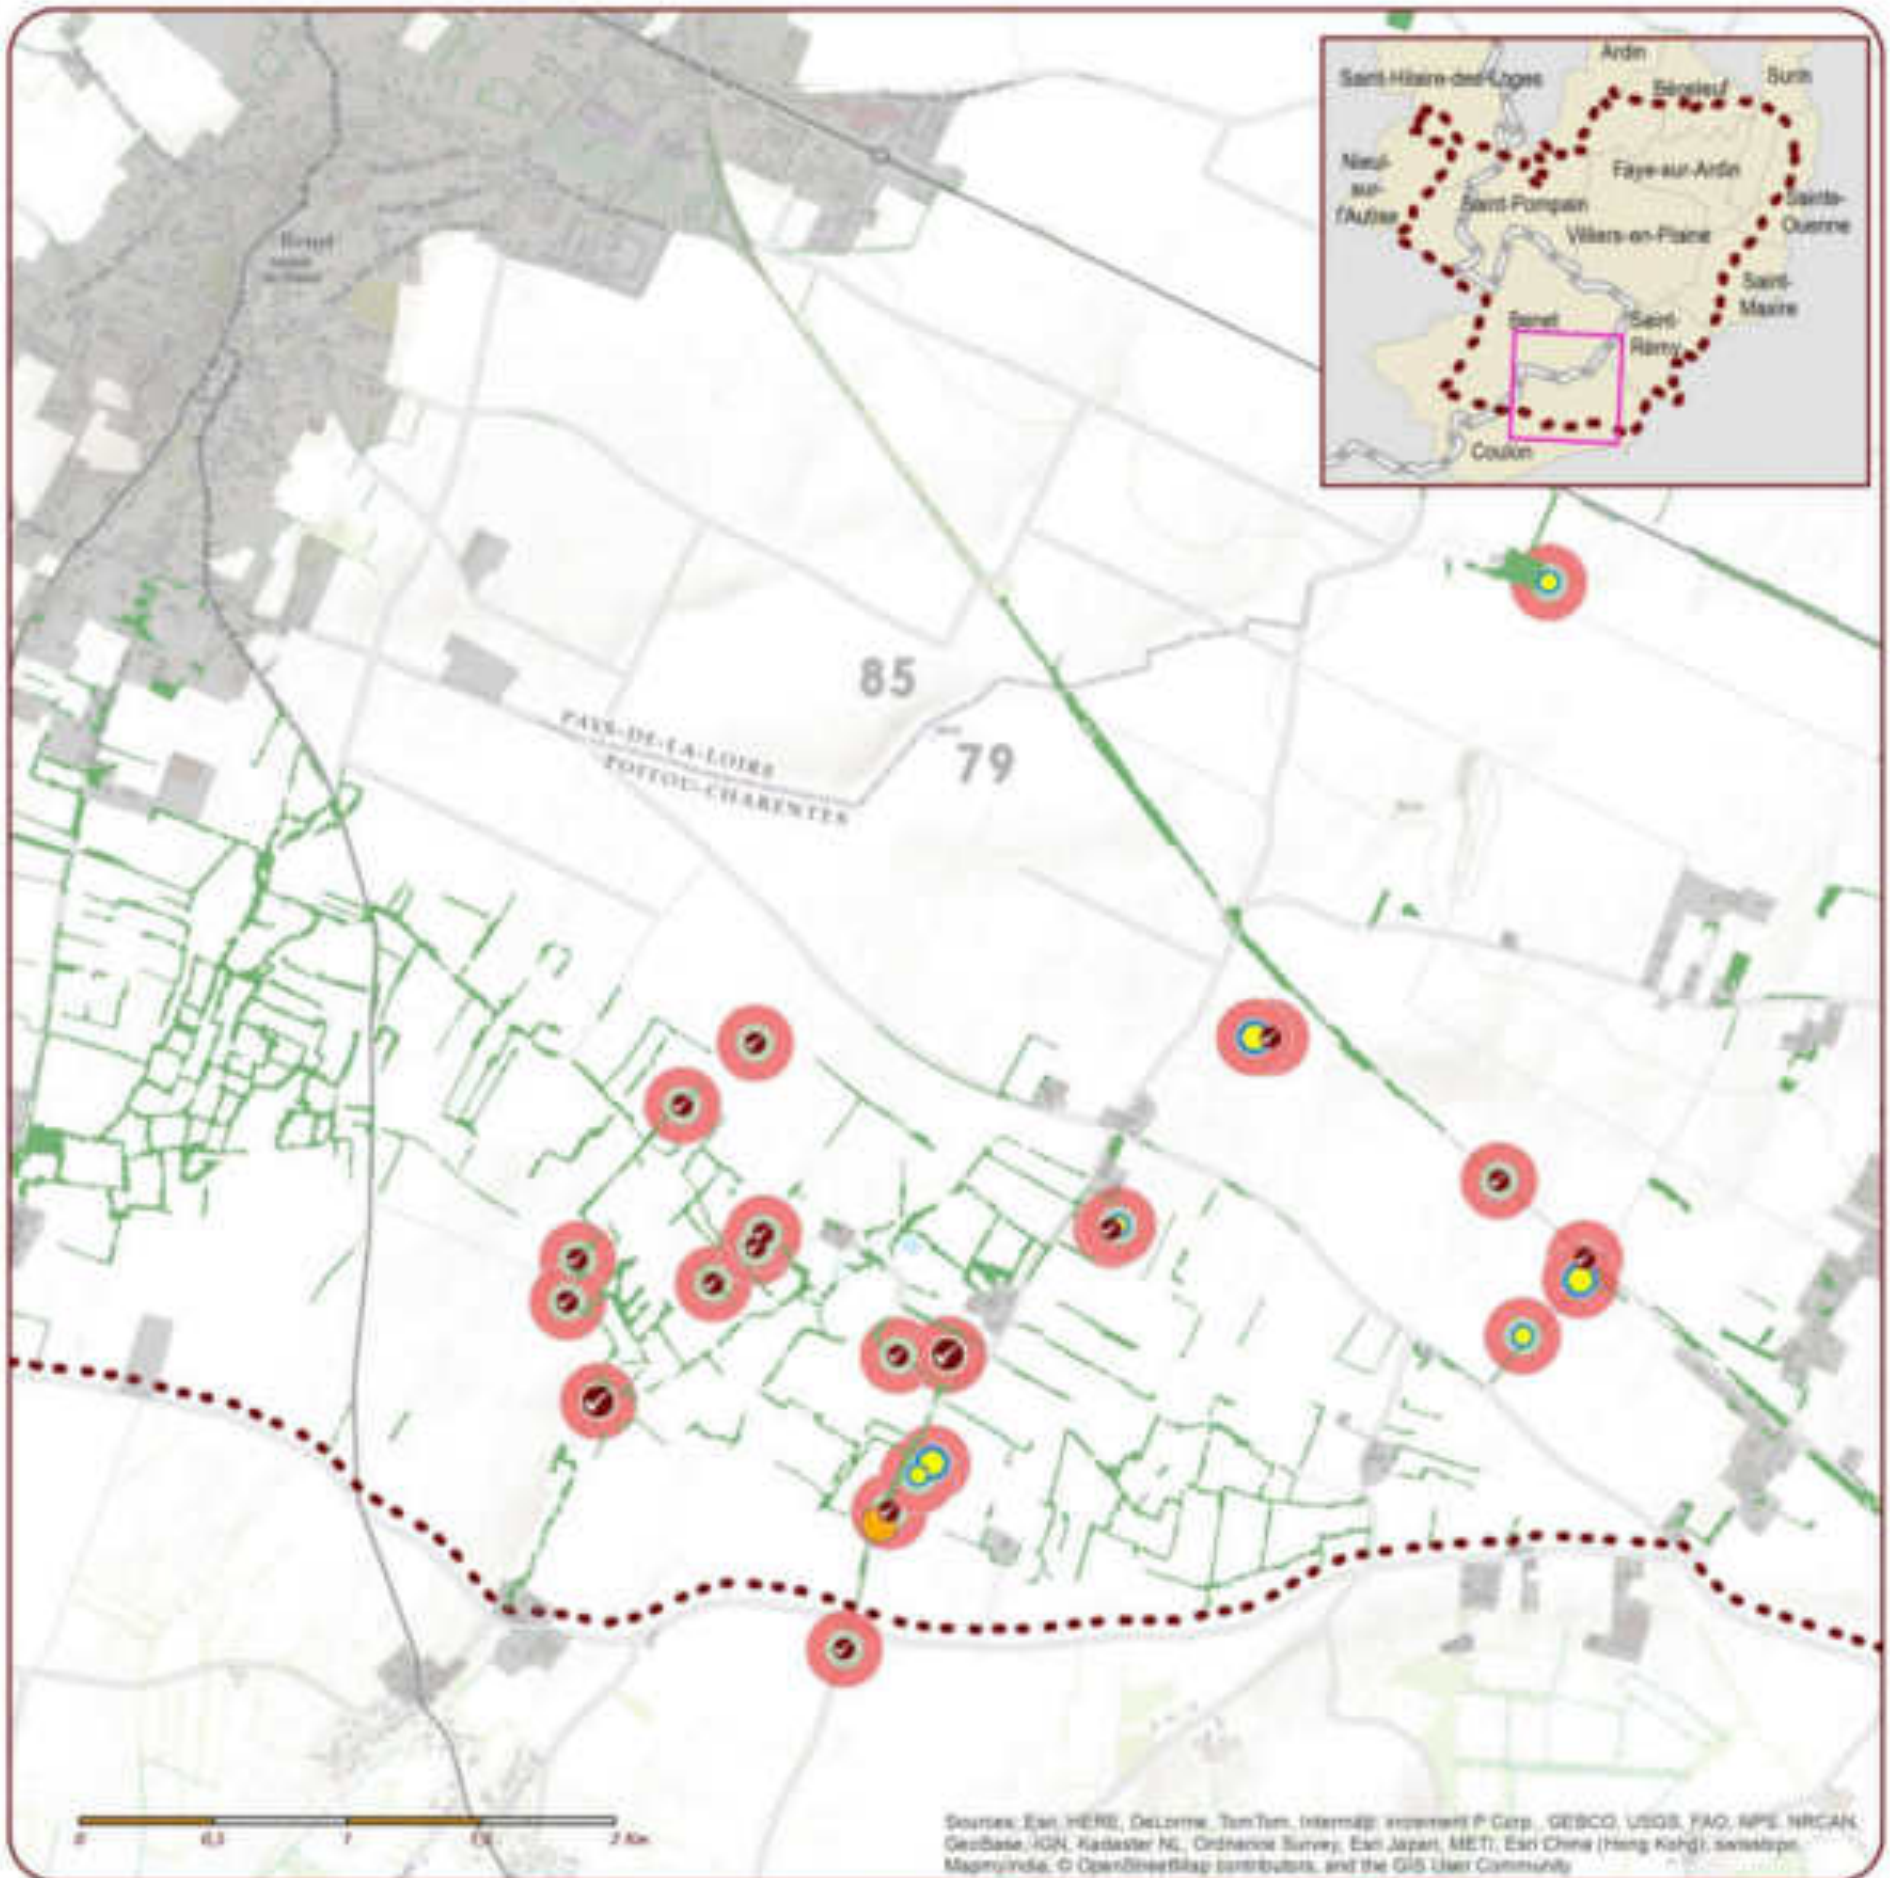 Ardin
Saint-Hilaire-des-Loges
Surin
Béceleuf
Nieul-
sur-
l'Autise
Faye-sur-Ardin
Saint-Pompain
Sainte-
Ouenne
Villiers-en-Plaine
Saint-
Maxire
Benet
Saint-
Rémy
Coulon
Benet
85
79
PAYS-DE-LA-LOIRE
POITOU-CHARENTES
0 0,5 1 1,5 2 Km
Sources: Esri, HERE, DeLorme, TomTom, Intermap, increment P Corp., GEBCO, USGS, FAO, NPS, NRCAN,
GeoBase, IGN, Kadaster NL, Ordnance Survey, Esri Japan, METI, Esri China (Hong Kong), swisstopo,
MapmyIndia, © OpenStreetMap contributors, and the GIS User Community